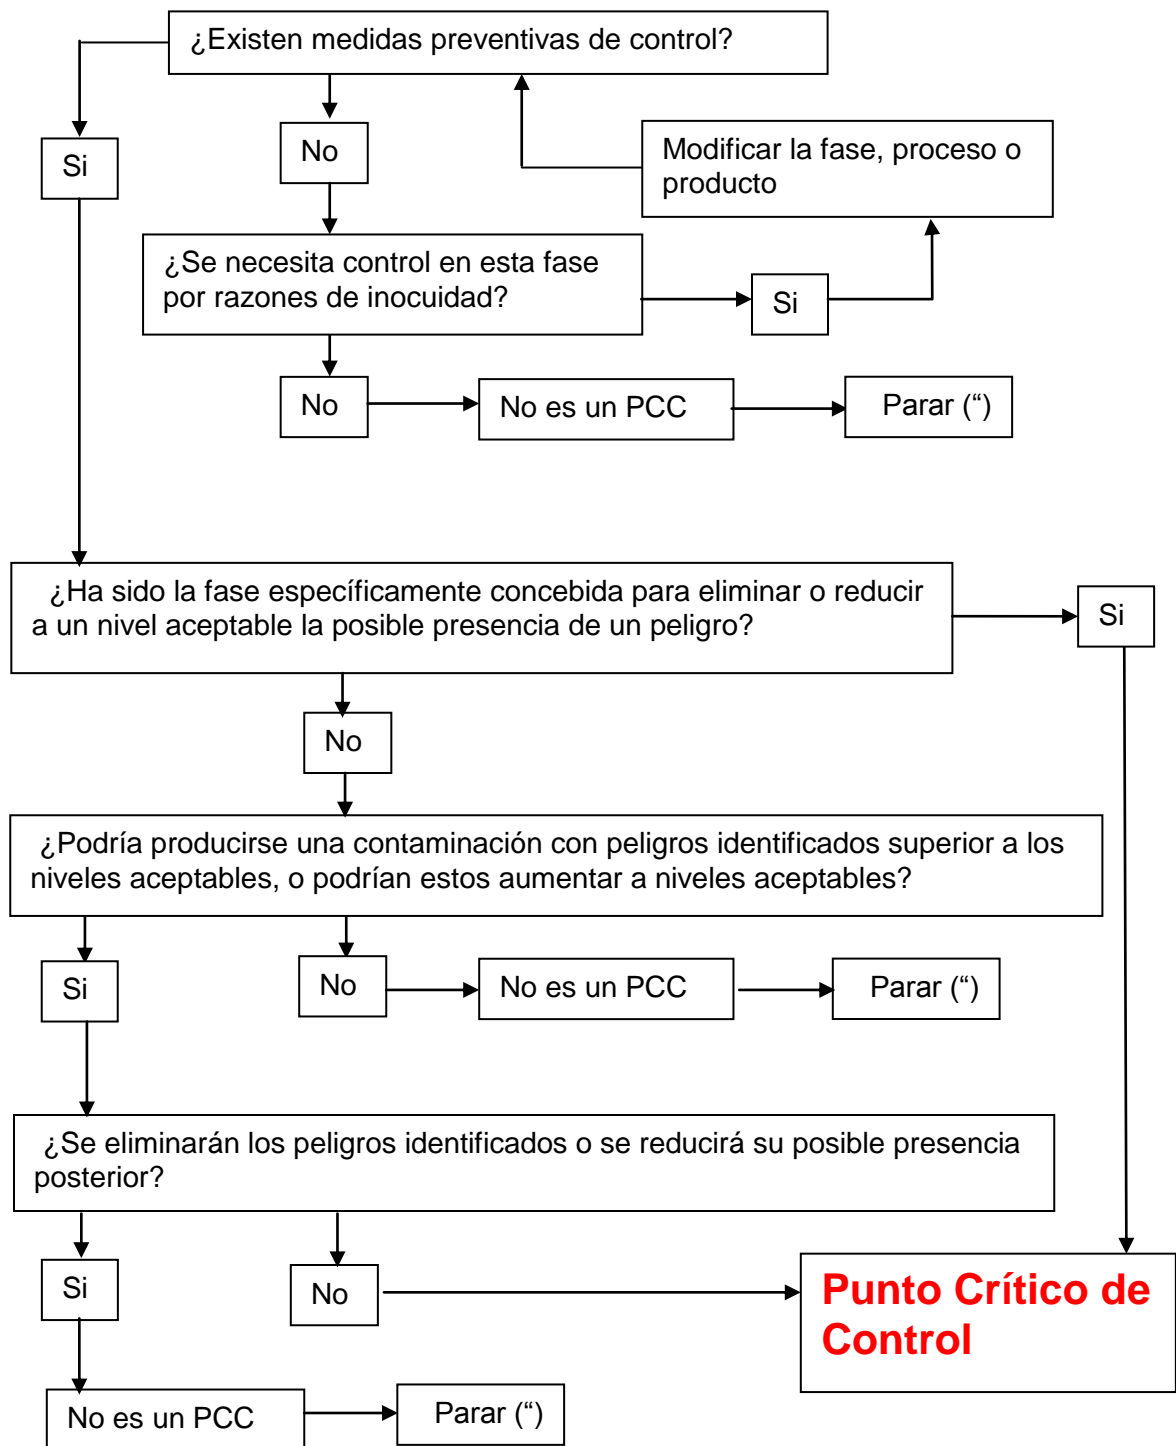 ¿Existen medidas preventivas de control?
Si
No
Modificar la fase, proceso o
producto
¿Se necesita control en esta fase
por razones de inocuidad?
Si
No
No es un PCC
Parar (“)
¿Ha sido la fase específicamente concebida para eliminar o reducir
a un nivel aceptable la posible presencia de un peligro?
Si
No
¿Podría producirse una contaminación con peligros identificados superior a los
niveles aceptables, o podrían estos aumentar a niveles aceptables?
Si
No
No es un PCC
Parar (“)
¿Se eliminarán los peligros identificados o se reducirá su posible presencia
posterior?
Si
No
Punto Crítico de
Control
No es un PCC
Parar (“)